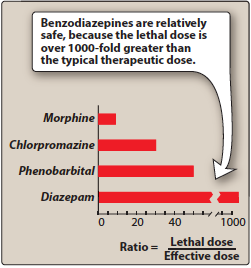 Benzodiazepines are relatively
safe, because the lethal dose is
over 1000-fold greater than
the typical therapeutic dose.
Morphine
Chlorpromazine
Phenobarbital
Diazepam
0 20 40 1000
Ratio = Lethal dose
Effective dose